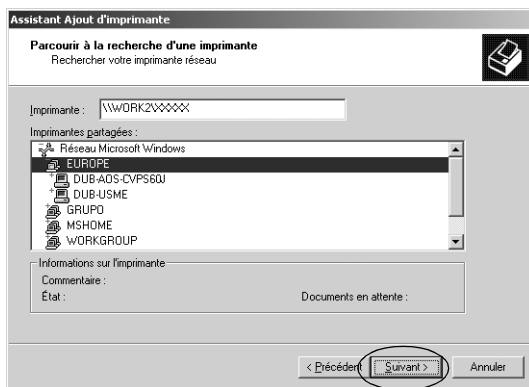 Assistant Ajout d'imprimante
Parcourir à la recherche d'une imprimante
Rechercher votre imprimante réseau
Imprimante : \\WORK2\XXXXX
Imprimantes partagées :
Réseau Microsoft Windows
EUROPE
DUB-AOS-CVPS60J
DUB-USME
GRUPO
MSHOME
WORKGROUP
Informations sur l'imprimante
Commentaire :
État : Documents en attente :
< Précédent Suivant > Annuler